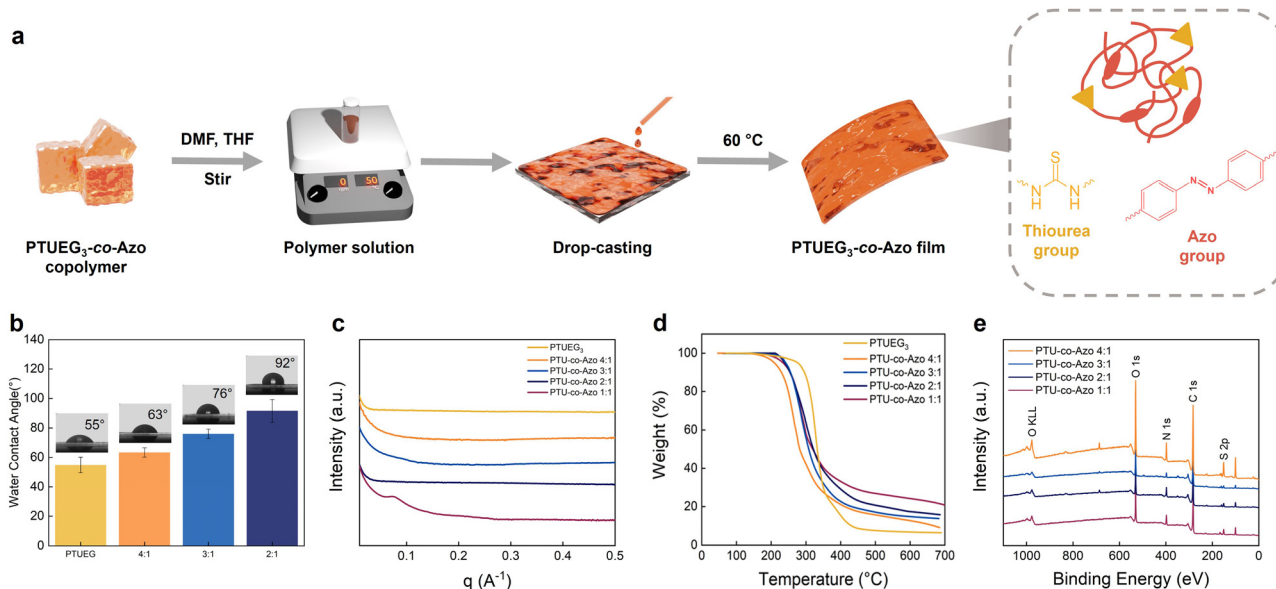 a
DMF, THF
Stir
60 °C
0
50
rpm
PTUEG₃-co-Azo
copolymer
Polymer solution
Drop-casting
PTUEG₃-co-Azo film
S
N
H
N
H
Thiourea
group
N
N
Azo
group
b
Water Contact Angle(°)
140
120
100
80
60
40
20
0
55°
63°
76°
92°
PTUEG
4:1
3:1
2:1
c
Intensity (a.u.)
PTUEG₃
PTU-co-Azo 4:1
PTU-co-Azo 3:1
PTU-co-Azo 2:1
PTU-co-Azo 1:1
0.1
0.2
0.3
0.4
0.5
q (A⁻¹)
d
Weight (%)
100
80
60
40
20
0
PTUEG₃
PTU-co-Azo 4:1
PTU-co-Azo 3:1
PTU-co-Azo 2:1
PTU-co-Azo 1:1
0
100
200
300
400
500
600
700
Temperature (°C)
e
Intensity (a.u.)
PTU-co-Azo 4:1
PTU-co-Azo 3:1
PTU-co-Azo 2:1
PTU-co-Azo 1:1
O KLL
O 1s
N 1s
C 1s
S 2p
1000
800
600
400
200
0
Binding Energy (eV)